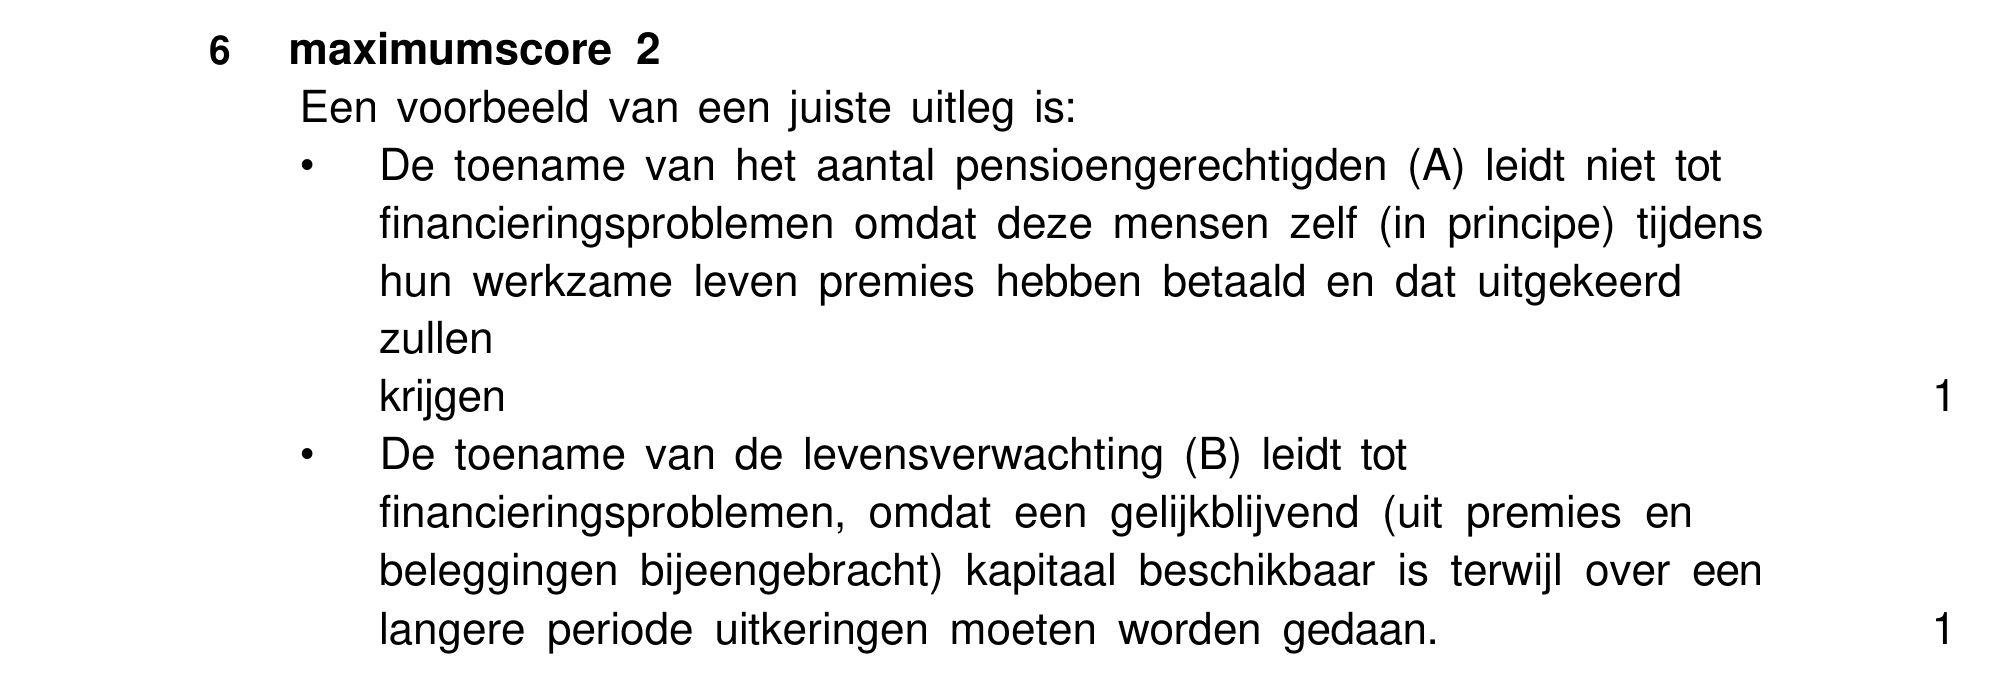 6 maximumscore 2
Een voorbeeld van een juiste uitleg is:
• De toename van het aantal pensioengerechtigden (A) leidt niet tot
financieringsproblemen omdat deze mensen zelf (in principe) tijdens
hun werkzame leven premies hebben betaald en dat uitgekeerd
zullen
krijgen 1
• De toename van de levensverwachting (B) leidt tot
financieringsproblemen, omdat een gelijkblijvend (uit premies en
beleggingen bijeengebracht) kapitaal beschikbaar is terwijl over een
langere periode uitkeringen moeten worden gedaan. 1